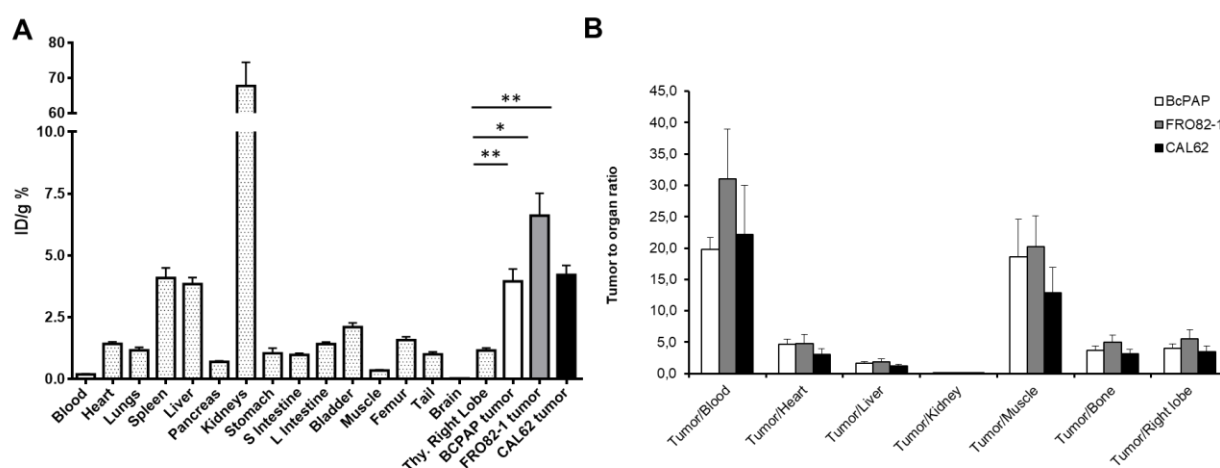 A
ID/g %
80
70
60
10.0
7.5
5.0
2.5
0.0
**
*
**
Blood
Heart
Lungs
Spleen
Liver
Pancreas
Kidneys
Stomach
S Intestine
L Intestine
Bladder
Muscle
Femur
Tail
Brain
Thy. Right Lobe
BCPAP tumor
FRO82-1 tumor
CAL62 tumor
B
Tumor to organ ratio
45,0
40,0
35,0
30,0
25,0
20,0
15,0
10,0
5,0
0,0
BcPAP
FRO82-1
CAL62
Tumor/Blood
Tumor/Heart
Tumor/Liver
Tumor/Kidney
Tumor/Muscle
Tumor/Bone
Tumor/Right lobe